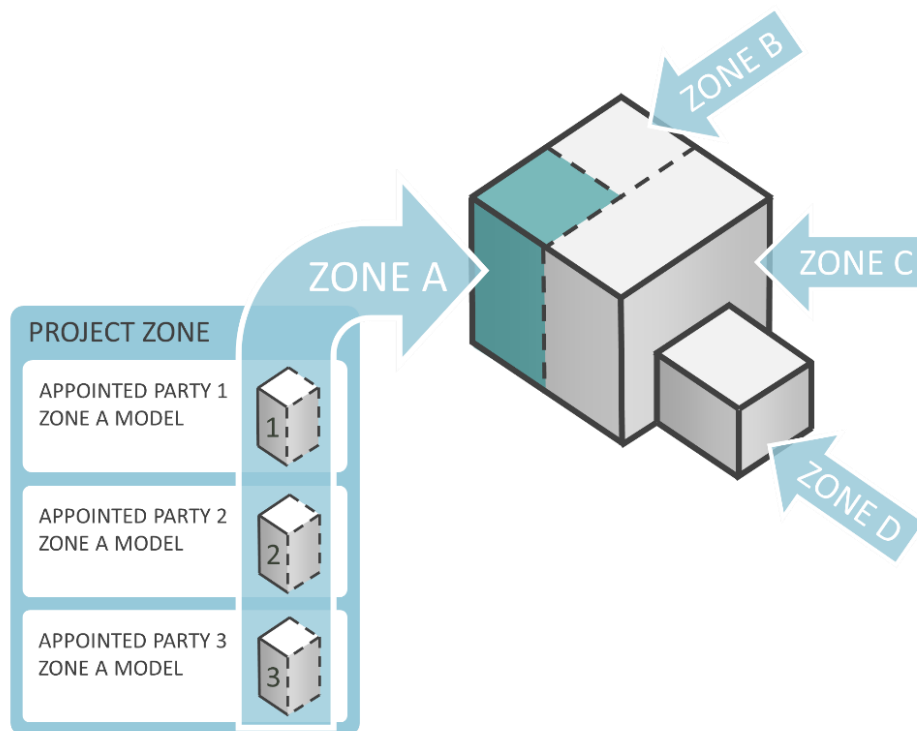 ZONE B
ZONE A
ZONE C
PROJECT ZONE
APPOINTED PARTY 1
ZONE A MODEL
1
APPOINTED PARTY 2
ZONE A MODEL
2
APPOINTED PARTY 3
ZONE A MODEL
3
ZONE D